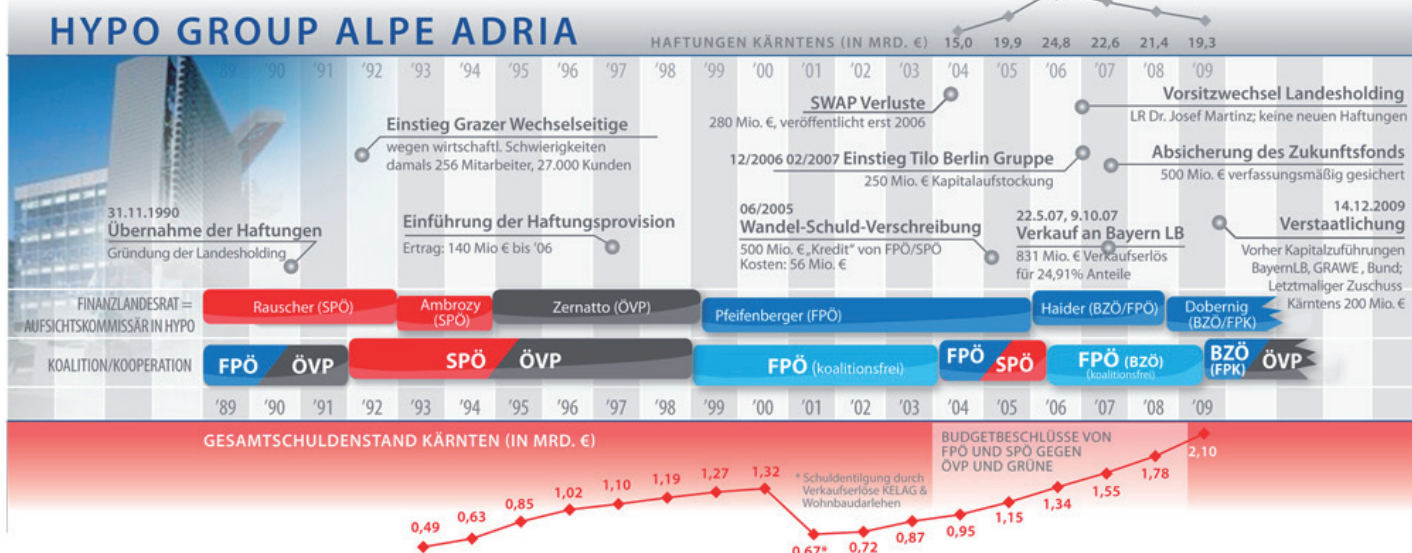 HYPO GROUP ALPE ADRIA
HAFTUNGEN KÄRNTENS (IN MRD. €) 15,0 19,9 24,8 22,6 21,4 19,3
'89 '90 '91 '92 '93 '94 '95 '96 '97 '98 '99 '00 '01 '02 '03 '04 '05 '06 '07 '08 '09
SWAP Verluste
280 Mio. €, veröffentlicht erst 2006
Vorsitzwechsel Landesholding
LR Dr. Josef Martinz; keine neuen Haftungen
Einstieg Grazer Wechselseitige
wegen wirtschaftl. Schwierigkeiten
damals 256 Mitarbeiter, 27.000 Kunden
12/2006 02/2007 Einstieg Tilo Berlin Gruppe
250 Mio. € Kapitalaufstockung
Absicherung des Zukunftsfonds
500 Mio. € verfassungsmäßig gesichert
31.11.1990
Übernahme der Haftungen
Gründung der Landesholding
Einführung der Haftungsprovision
Ertrag: 140 Mio € bis '06
06/2005
Wandel-Schuld-Verschreibung
500 Mio. € „Kredit" von FPÖ/SPÖ
Kosten: 56 Mio. €
22.5.07, 9.10.07
Verkauf an Bayern LB
831 Mio. € Verkaufserlös
für 24,91% Anteile
14.12.2009
Verstaatlichung
Vorher Kapitalzuführungen
BayernLB, GRAWE , Bund;
Letztmaliger Zuschuss
Kärntens 200 Mio. €
FINANZLANDESRAT =
AUFSICHTSKOMMISSÄR IN HYPO
Rauscher (SPÖ)
Ambrozy
(SPÖ)
Zernatto (ÖVP)
Pfeifenberger (FPÖ)
Haider (BZÖ/FPÖ)
Dobernig
(BZÖ/FPK)
KOALITION/KOOPERATION
FPÖ ÖVP
SPÖ ÖVP
FPÖ (koalitionsfrei)
FPÖ SPÖ
FPÖ (BZÖ)
(koalitionsfrei)
BZÖ
(FPK)
ÖVP
'89 '90 '91 '92 '93 '94 '95 '96 '97 '98 '99 '00 '01 '02 '03 '04 '05 '06 '07 '08 '09
GESAMTSCHULDENSTAND KÄRNTEN (IN MRD. €)
BUDGETBESCHLÜSSE VON
FPÖ UND SPÖ GEGEN
ÖVP UND GRÜNE
* Schuldentilgung durch
Verkaufserlöse KELAG &
Wohnbaudarlehen
0,49 0,63 0,85 1,02 1,10 1,19 1,27 1,32 0,67* 0,72 0,87 0,95 1,15 1,34 1,55 1,78 2,10